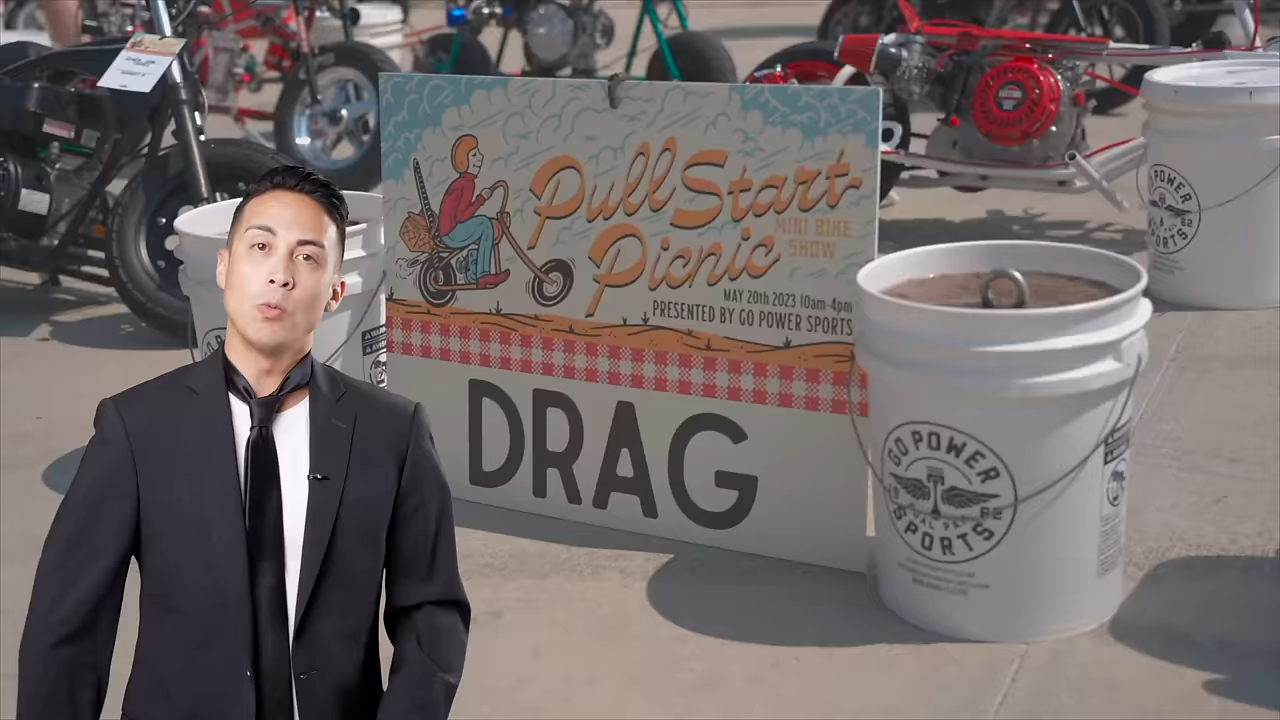 Pull Start
Picnic
MINI BIKE
SHOW
MAY 20th 2023 10am-4pm
PRESENTED BY GO POWER SPORTS
DRAG
GO POWER
SPORTS
GO POWER
SPORTS